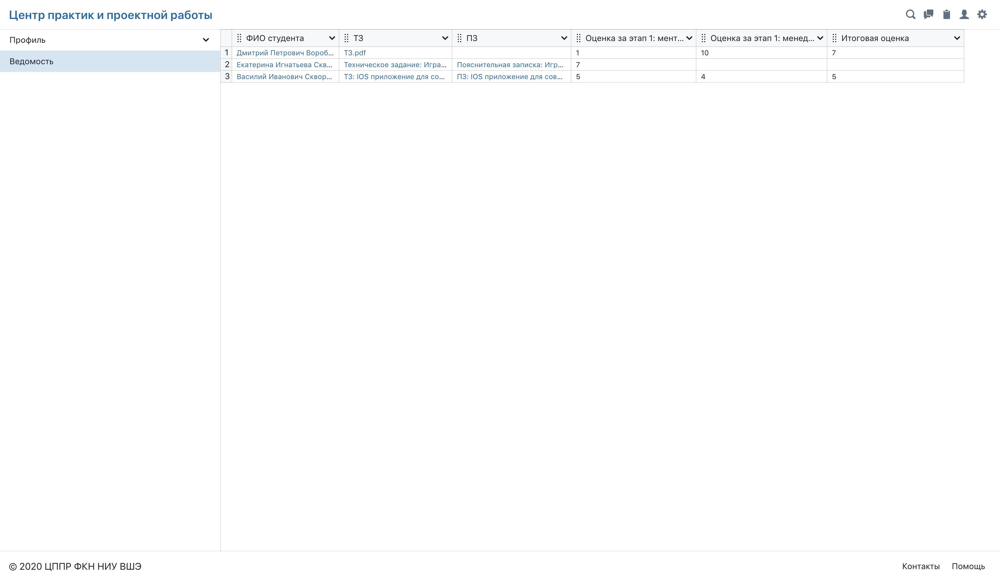 Центр практик и проектной работы
Профиль
Ведомость
ФИО студента ТЗ ПЗ Оценка за этап 1: мент... Оценка за этап 1: менед... Итоговая оценка
1 Дмитрий Петрович Вороб... ТЗ.pdf 1 10 7
2 Екатерина Игнатьева Скв... Техническое задание: Игра... Пояснительная записка: Игр... 7
3 Василий Иванович Сквор... ТЗ: IOS приложение для со... ПЗ: IOS приложение для сов... 5 4 5
© 2020 ЦППР ФКН НИУ ВШЭ
Контакты Помощь